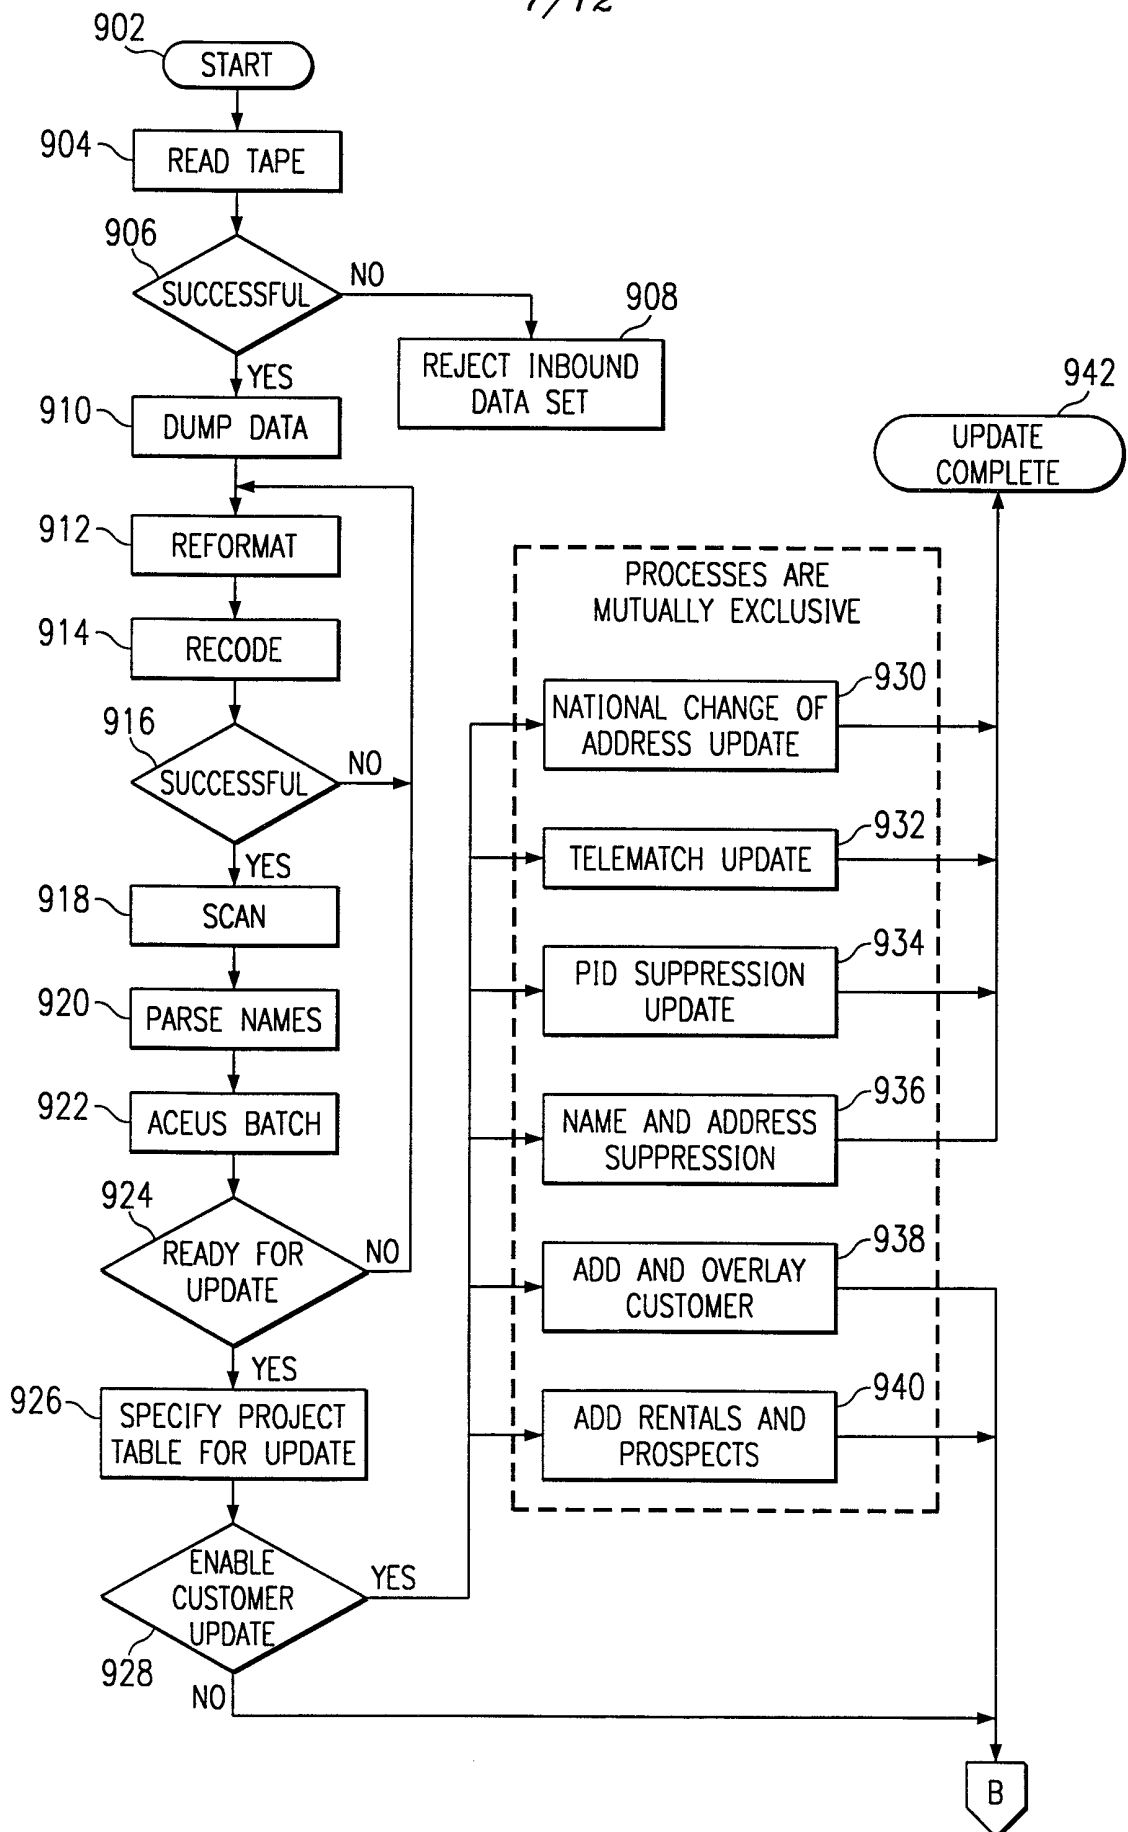 7/12
902
START
904
READ TAPE
906
SUCCESSFUL
NO
908
REJECT INBOUND
DATA SET
YES
910
DUMP DATA
942
UPDATE
COMPLETE
912
REFORMAT
914
RECODE
916
SUCCESSFUL
NO
YES
918
SCAN
920
PARSE NAMES
922
ACEUS BATCH
924
READY FOR
UPDATE
NO
YES
926
SPECIFY PROJECT
TABLE FOR UPDATE
ENABLE
CUSTOMER
UPDATE
YES
928
NO
PROCESSES ARE
MUTUALLY EXCLUSIVE
930
NATIONAL CHANGE OF
ADDRESS UPDATE
932
TELEMATCH UPDATE
934
PID SUPPRESSION
UPDATE
936
NAME AND ADDRESS
SUPPRESSION
938
ADD AND OVERLAY
CUSTOMER
940
ADD RENTALS AND
PROSPECTS
B